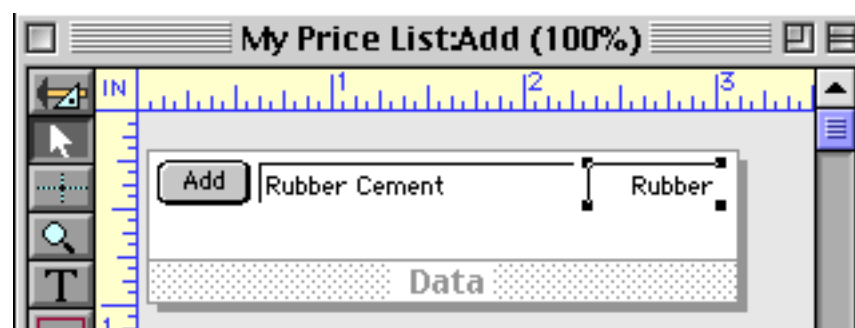 My Price List:Add (100%)
IN 1 2 3
Add Rubber Cement Rubber
T
Data
1